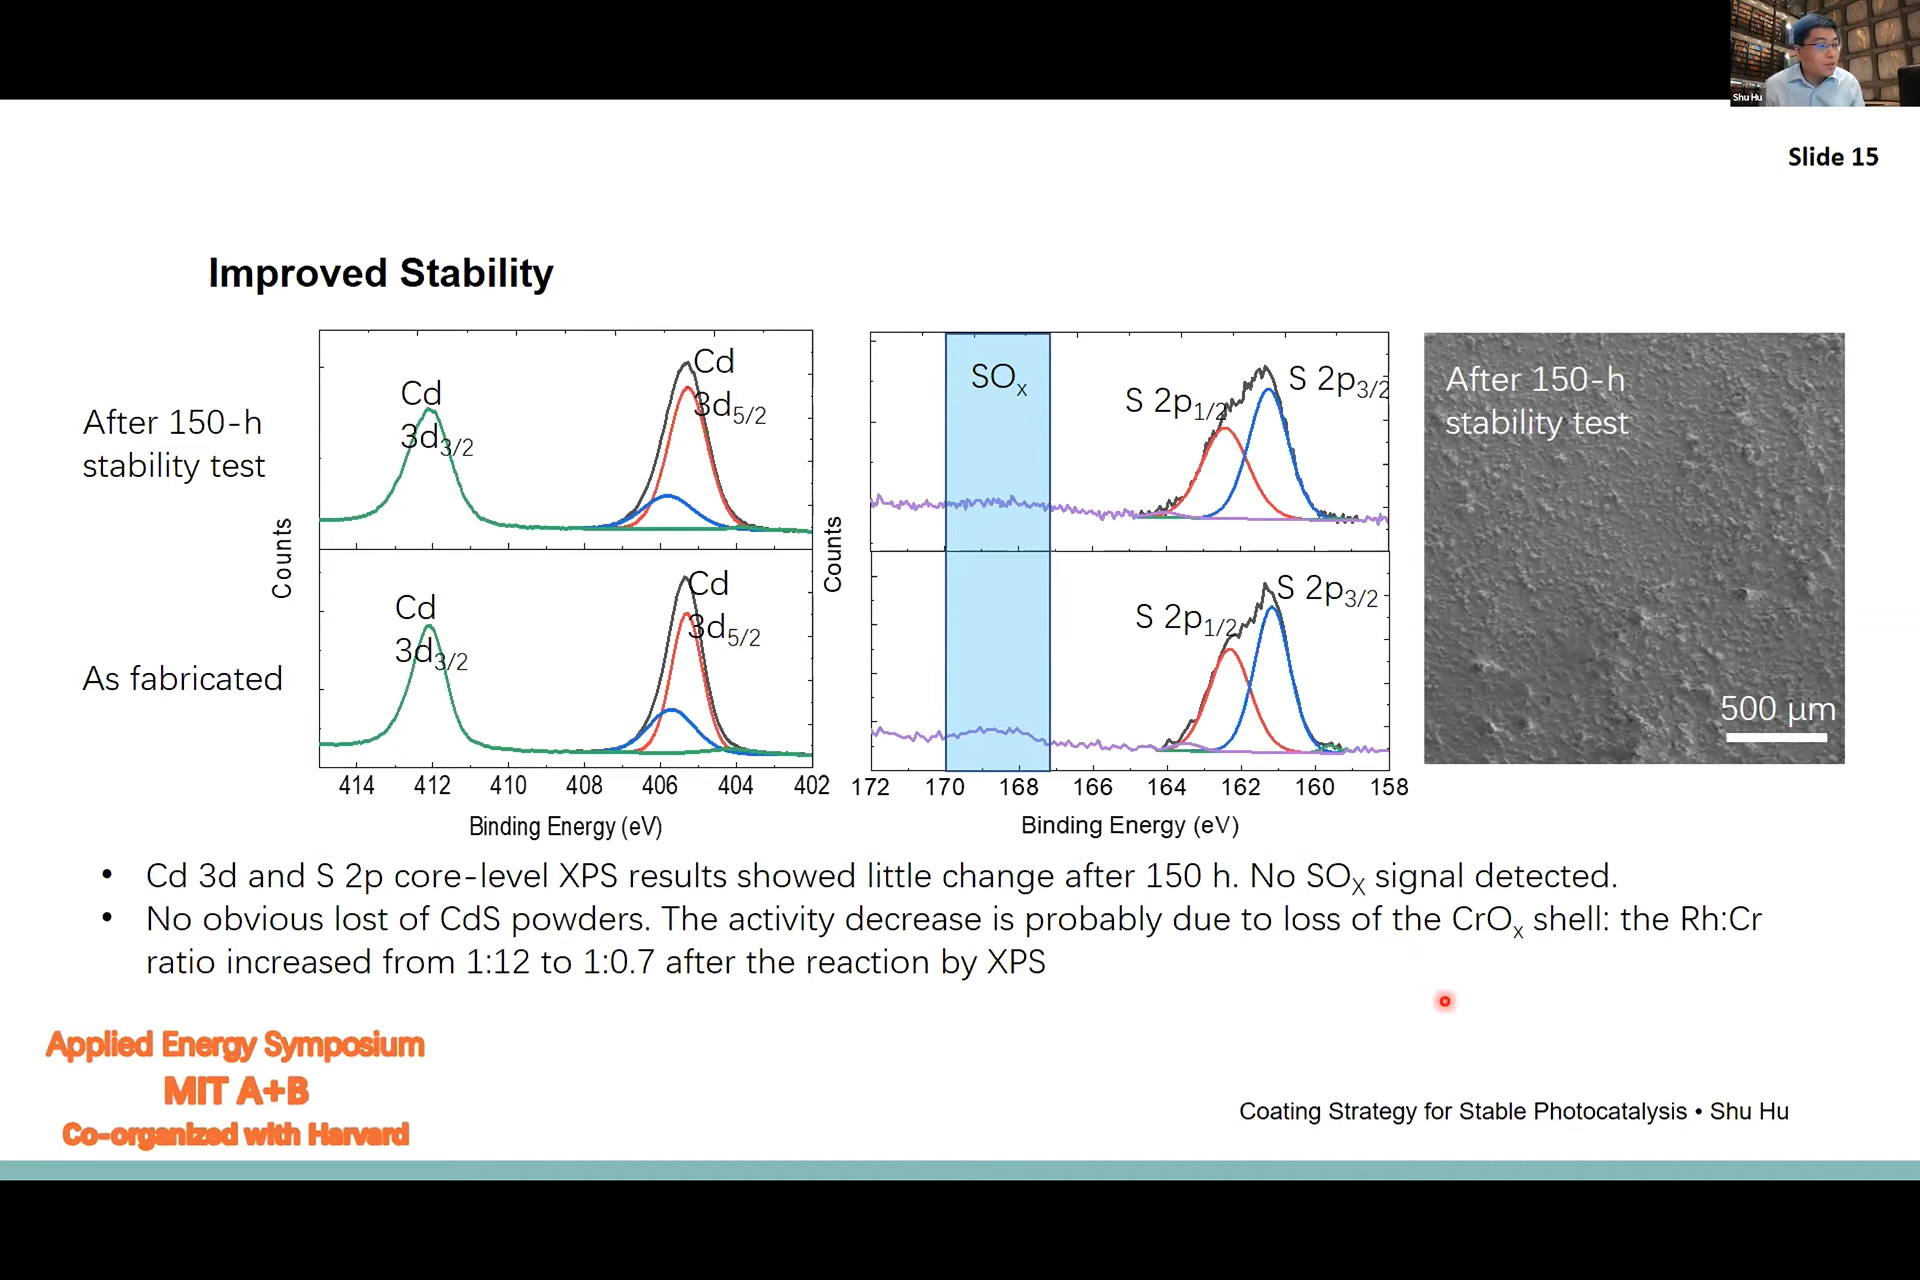 Shu Hu
Slide 15
Improved Stability
After 150-h
stability test
As fabricated
Counts
Cd
3d3/2
Cd
3d5/2
Cd
3d3/2
Cd
3d5/2
414 412 410 408 406 404 402
Binding Energy (eV)
Counts
SOx
S 2p1/2
S 2p3/2
S 2p1/2
S 2p3/2
172 170 168 166 164 162 160 158
Binding Energy (eV)
After 150-h
stability test
500 µm
• Cd 3d and S 2p core-level XPS results showed little change after 150 h. No SOX signal detected.
• No obvious lost of CdS powders. The activity decrease is probably due to loss of the CrOx shell: the Rh:Cr
ratio increased from 1:12 to 1:0.7 after the reaction by XPS
Applied Energy Symposium
MIT A+B
Co-organized with Harvard
Coating Strategy for Stable Photocatalysis • Shu Hu